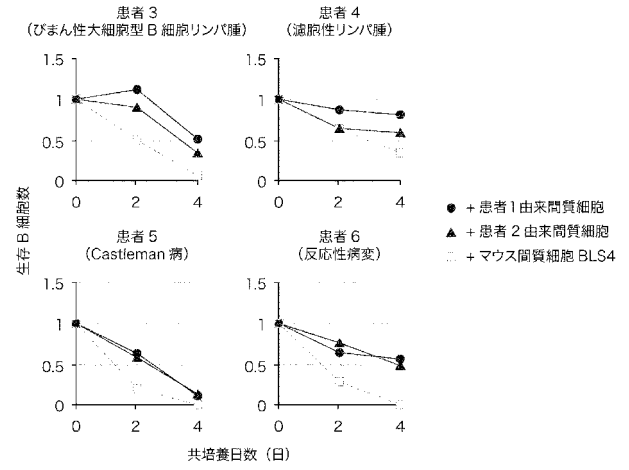 患者 3
(びまん性大細胞型 B 細胞リンパ腫)
患者 4
(濾胞性リンパ腫)
1.5
1
0.5
0
0 2 4
1.5
1
0.5
0
0 2 4
患者 5
(Castleman 病)
患者 6
(反応性病変)
1.5
1
0.5
0
0 2 4
1.5
1
0.5
0
0 2 4
生存 B 細胞数
共培養日数(日)
+ 患者 1 由来間質細胞
+ 患者 2 由来間質細胞
+ マウス間質細胞 BLS4